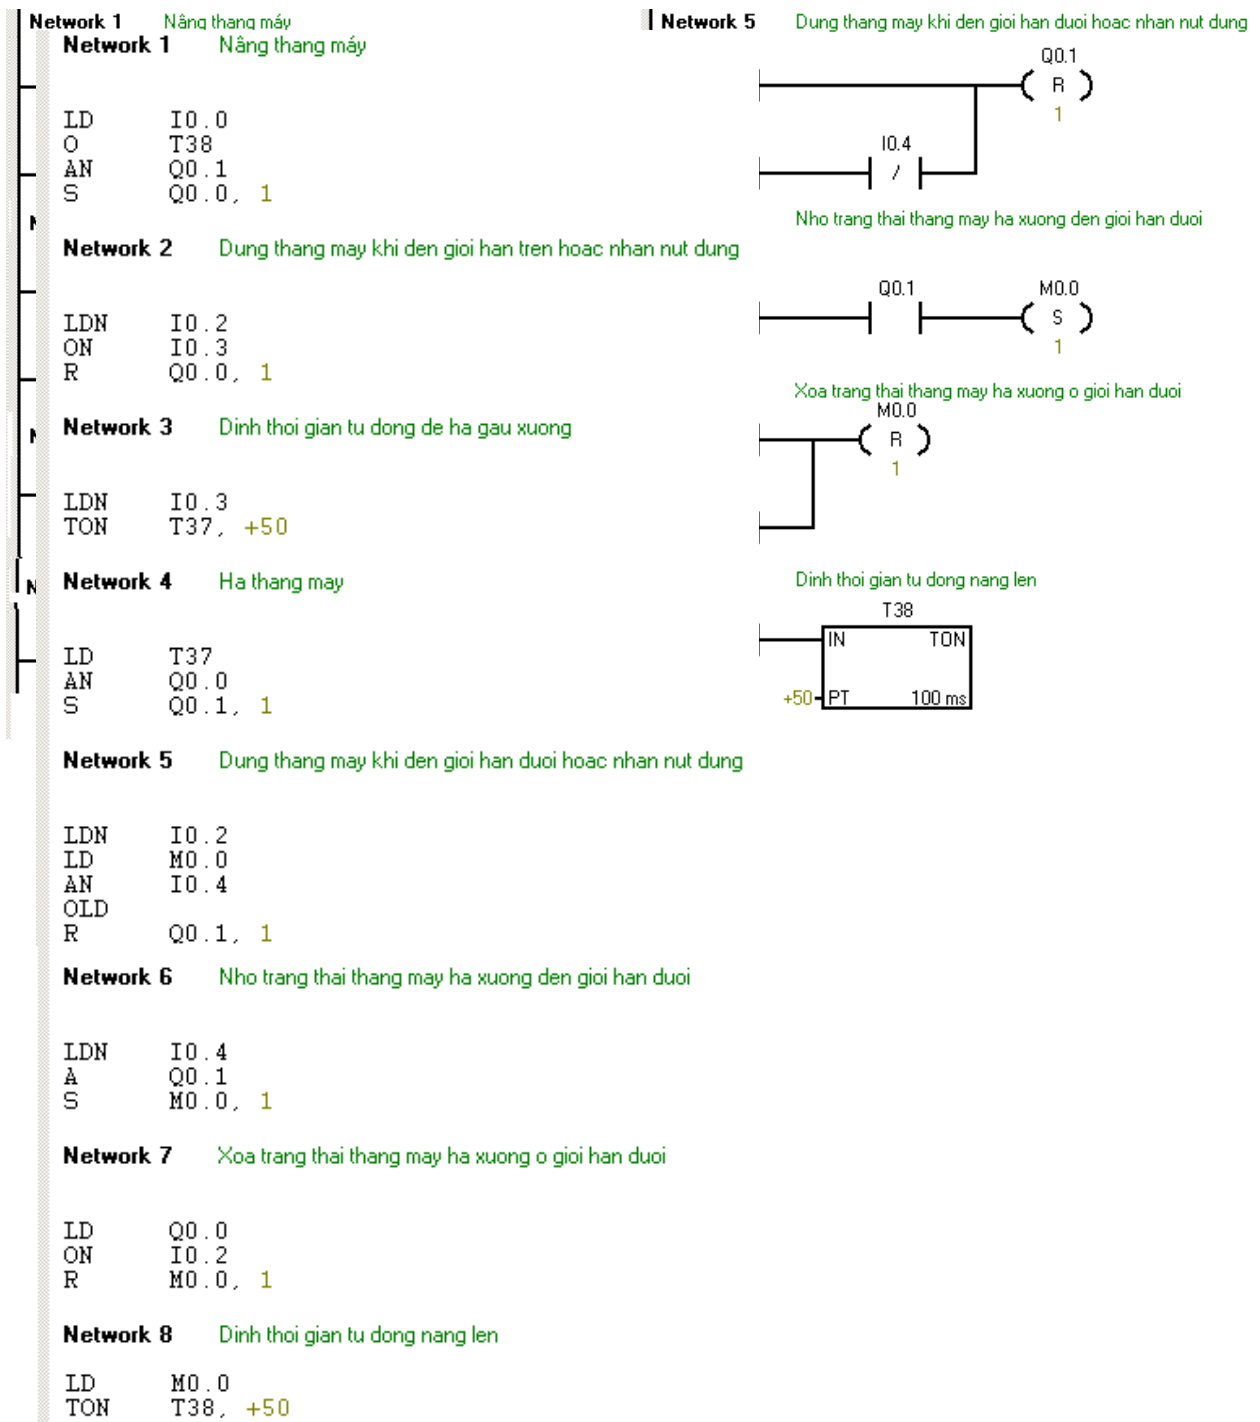 Network 1 Nâng thang máy
Network 1 Nâng thang máy
LD I0.0
O T38
AN Q0.1
S Q0.0, 1
Network 2 Dung thang may khi den gioi han tren hoac nhan nut dung
LDN I0.2
ON I0.3
R Q0.0, 1
Network 3 Dinh thoi gian tu dong de ha gau xuong
LDN I0.3
TON T37, +50
Network 4 Ha thang may
LD T37
AN Q0.0
S Q0.1, 1
Network 5 Dung thang may khi den gioi han duoi hoac nhan nut dung
LDN I0.2
LD M0.0
AN I0.4
OLD
R Q0.1, 1
Network 6 Nho trang thai thang may ha xuong den gioi han duoi
LDN I0.4
A Q0.1
S M0.0, 1
Network 7 Xoa trang thai thang may ha xuong o gioi han duoi
LD Q0.0
ON I0.2
R M0.0, 1
Network 8 Dinh thoi gian tu dong nang len
LD M0.0
TON T38, +50
Network 5 Dung thang may khi den gioi han duoi hoac nhan nut dung
Q0.1
R
1
I0.4
/
Nho trang thai thang may ha xuong den gioi han duoi
Q0.1 M0.0
S
1
Xoa trang thai thang may ha xuong o gioi han duoi
M0.0
R
1
Dinh thoi gian tu dong nang len
T38
IN TON
+50 PT 100 ms